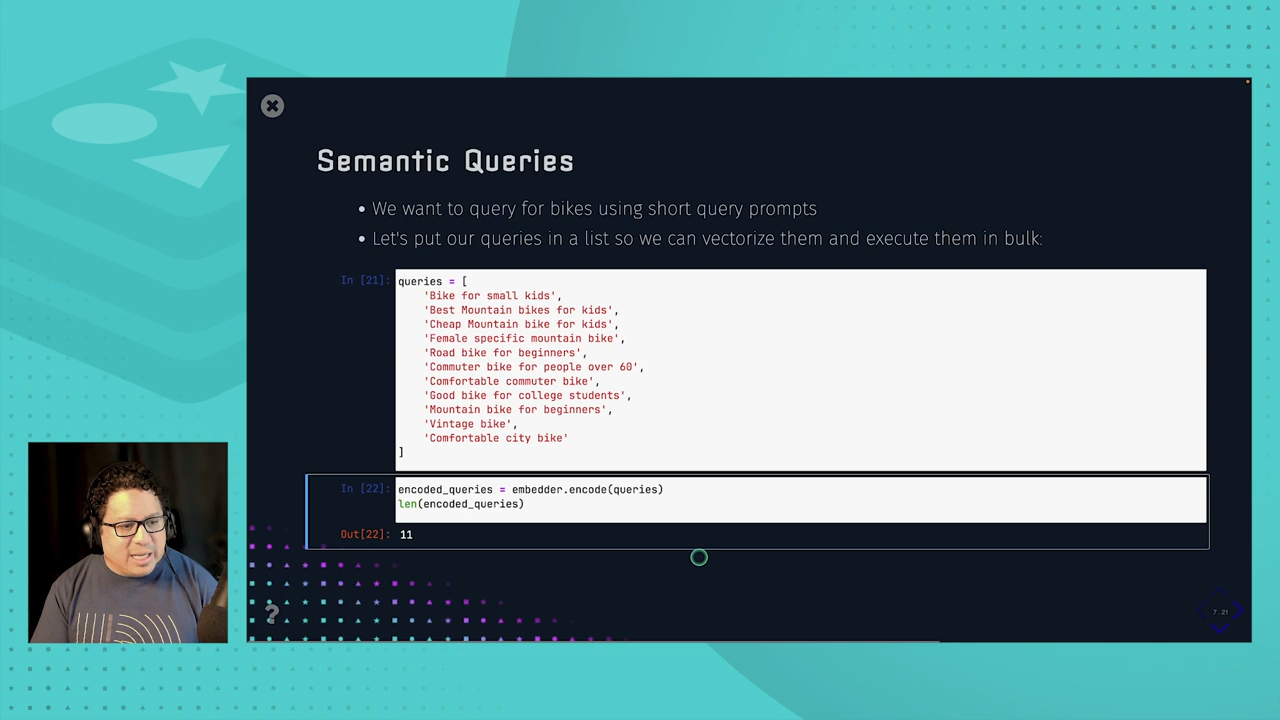 Semantic Queries
• We want to query for bikes using short query prompts
• Let's put our queries in a list so we can vectorize them and execute them in bulk:
In [21]: queries = [
'Bike for small kids',
'Best Mountain bikes for kids',
'Cheap Mountain bike for kids',
'Female specific mountain bike',
'Road bike for beginners',
'Commuter bike for people over 60',
'Comfortable commuter bike',
'Good bike for college students',
'Mountain bike for beginners',
'Vintage bike',
'Comfortable city bike'
]
In [22]: encoded_queries = embedder.encode(queries)
len(encoded_queries)
Out[22]: 11
?
7.21